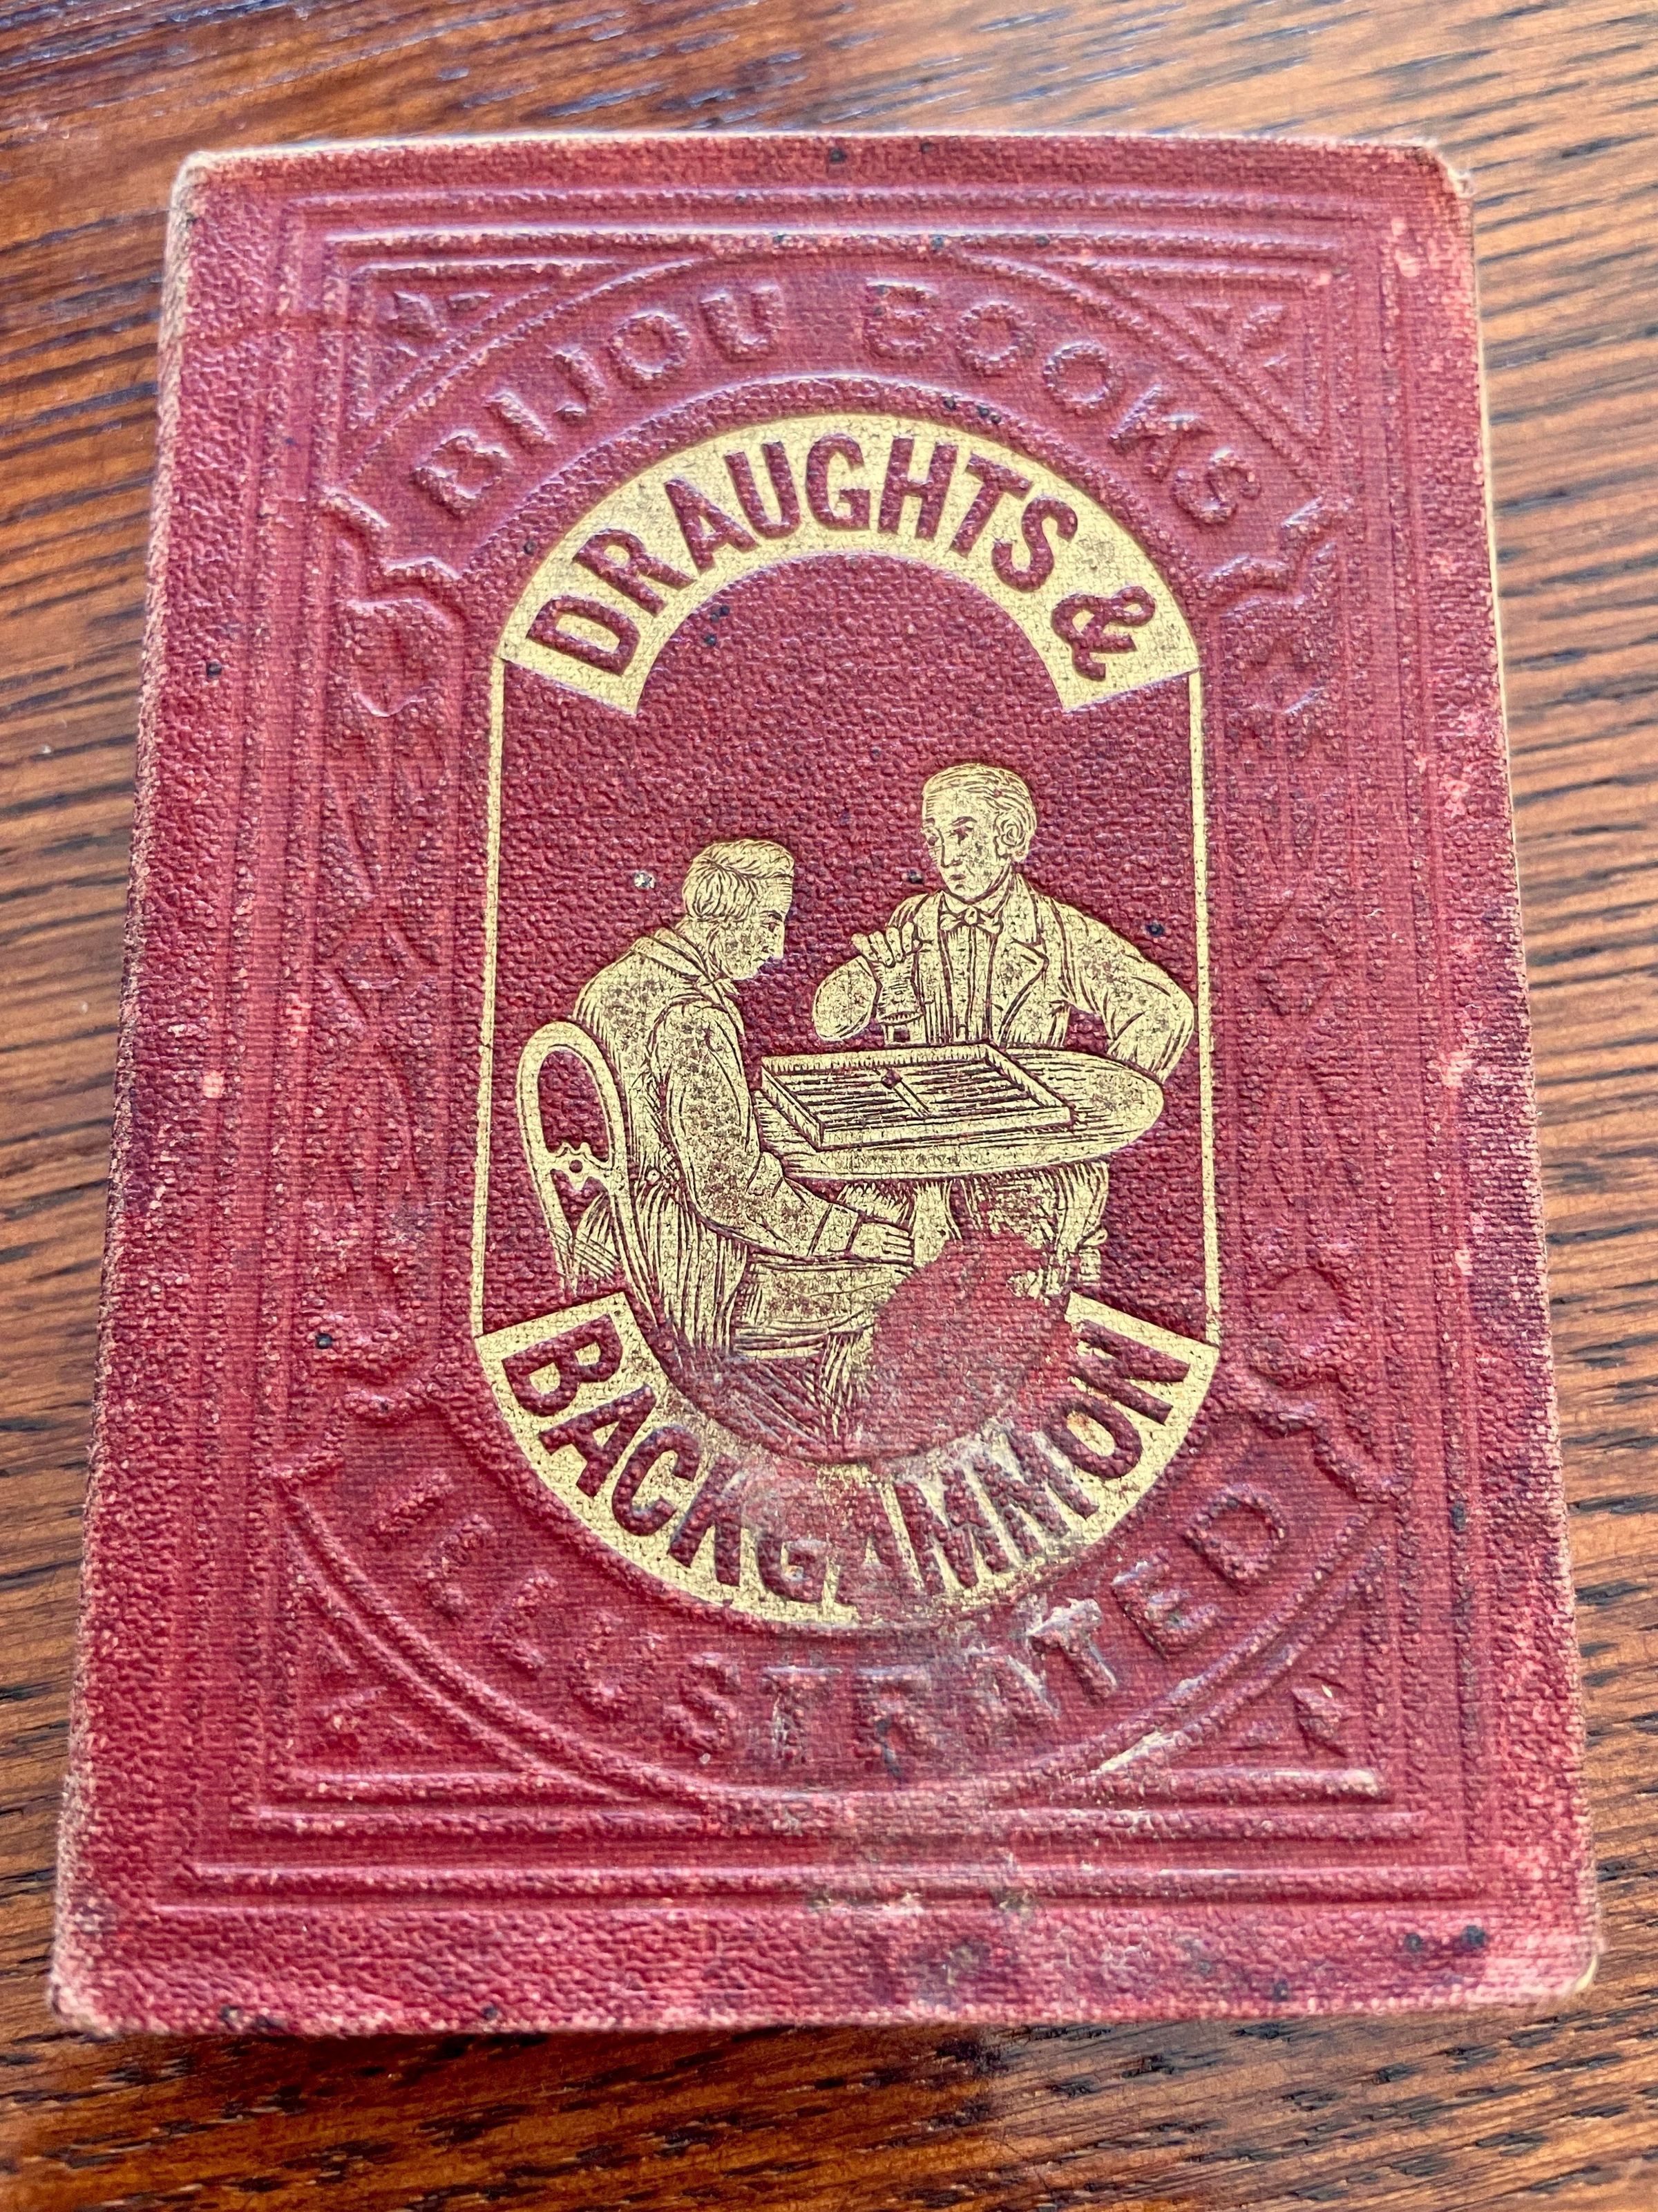 BIJOU BOOKS
DRAUGHTS &
BACKGAMMON
ILLUSTRATED